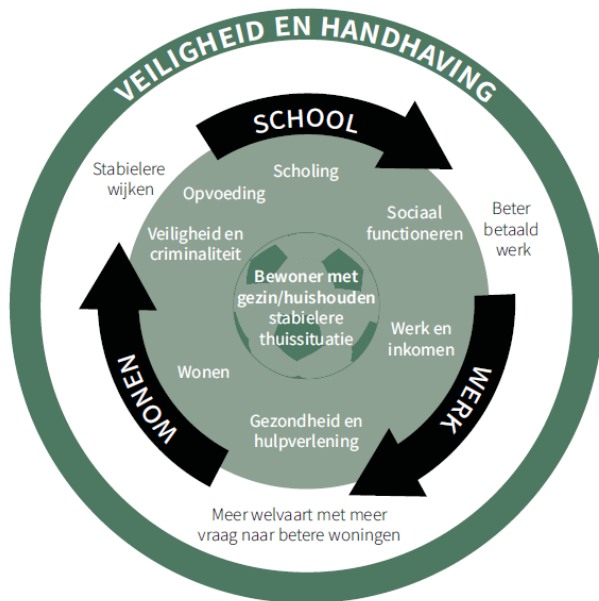 VEILIGHEID EN HANDHAVING
SCHOOL
Stabielere
wijken
Scholing
Opvoeding
Sociaal
functioneren
Beter
betaald
werk
Veiligheid en
criminaliteit
Bewoner met
gezin/huishouden
stabielere
thuissituatie
Werk en
inkomen
Wonen
WONEN
WERK
Gezondheid en
hulpverlening
Meer welvaart met meer
vraag naar betere woningen